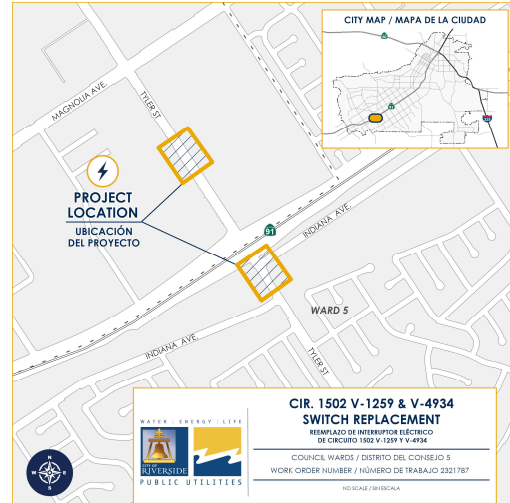 CITY MAP / MAPA DE LA CIUDAD
91
91
MAGNOLIA AVE.
TYLER ST
PROJECT
LOCATION
UBICACIÓN
DEL PROYECTO
91
INDIANA AVE.
WARD 5
INDIANA AVE.
TYLER ST
CIR. 1502 V-1259 & V-4934
SWITCH REPLACEMENT
REEMPLAZO DE INTERRUPTOR ELÉCTRICO
DE CIRCUITO 1502 V-1259 Y V-4934
COUNCIL WARDS / DISTRITO DEL CONSEJO 5
WORK ORDER NUMBER / NÚMERO DE TRABAJO 2321787
NO SCALE / SIN ESCALA
WATER | ENERGY | LIFE
CITY OF
RIVERSIDE
PUBLIC UTILITIES
N
W E
S